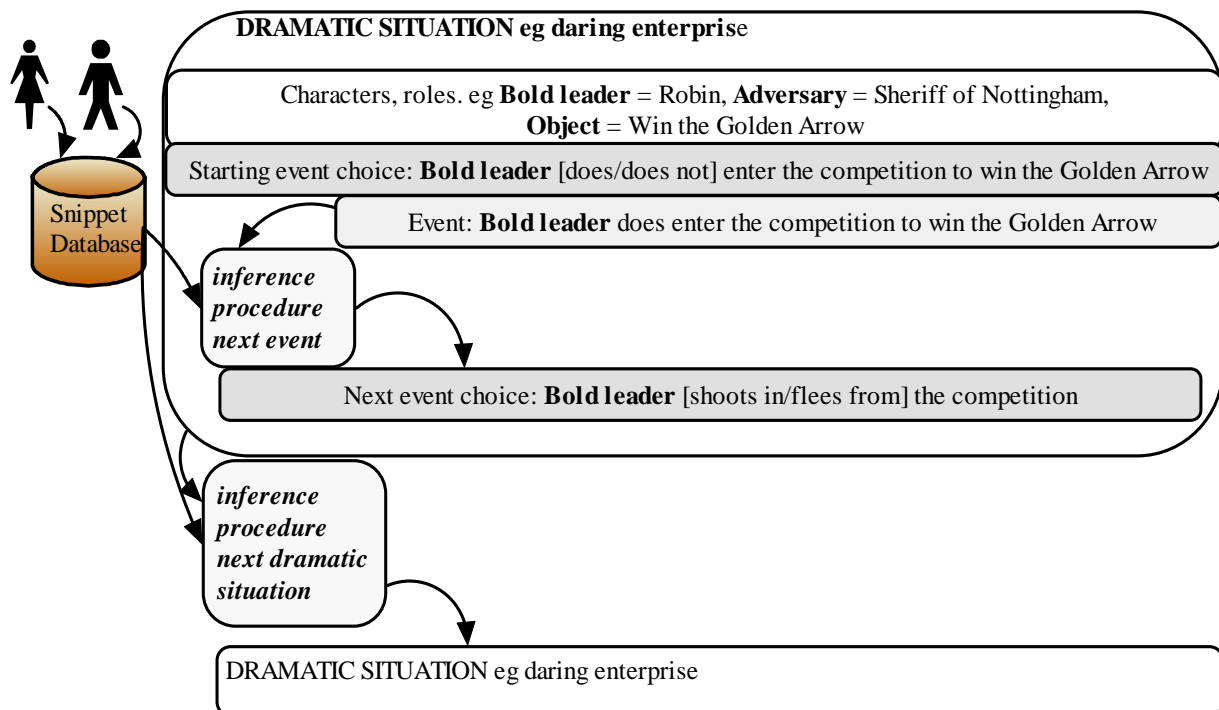 DRAMATIC SITUATION eg daring enterprise
Characters, roles. eg Bold leader = Robin, Adversary = Sheriff of Nottingham,
Object = Win the Golden Arrow
Starting event choice: Bold leader [does/does not] enter the competition to win the Golden Arrow
Snippet
Database
Event: Bold leader does enter the competition to win the Golden Arrow
inference
procedure
next event
Next event choice: Bold leader [shoots in/flees from] the competition
inference
procedure
next dramatic
situation
DRAMATIC SITUATION eg daring enterprise